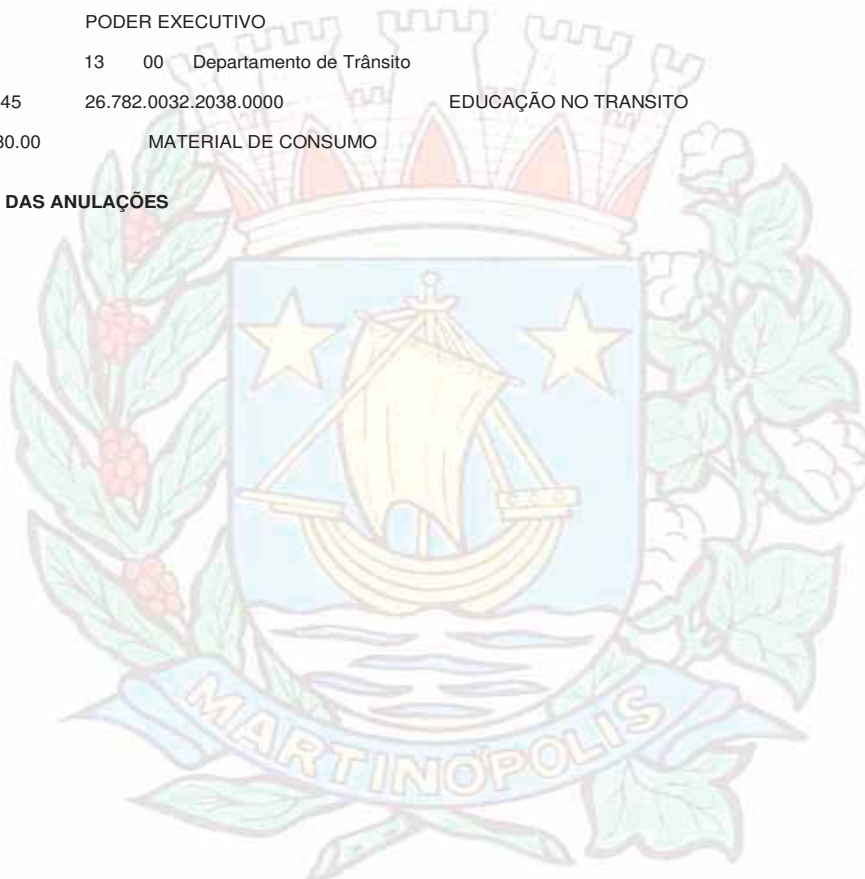 PODER EXECUTIVO
13 00 Departamento de Trânsito
45 26.782.0032.2038.0000 EDUCAÇÃO NO TRANSITO
30.00 MATERIAL DE CONSUMO
DAS ANULAÇÕES
MARTINÓPOLIS